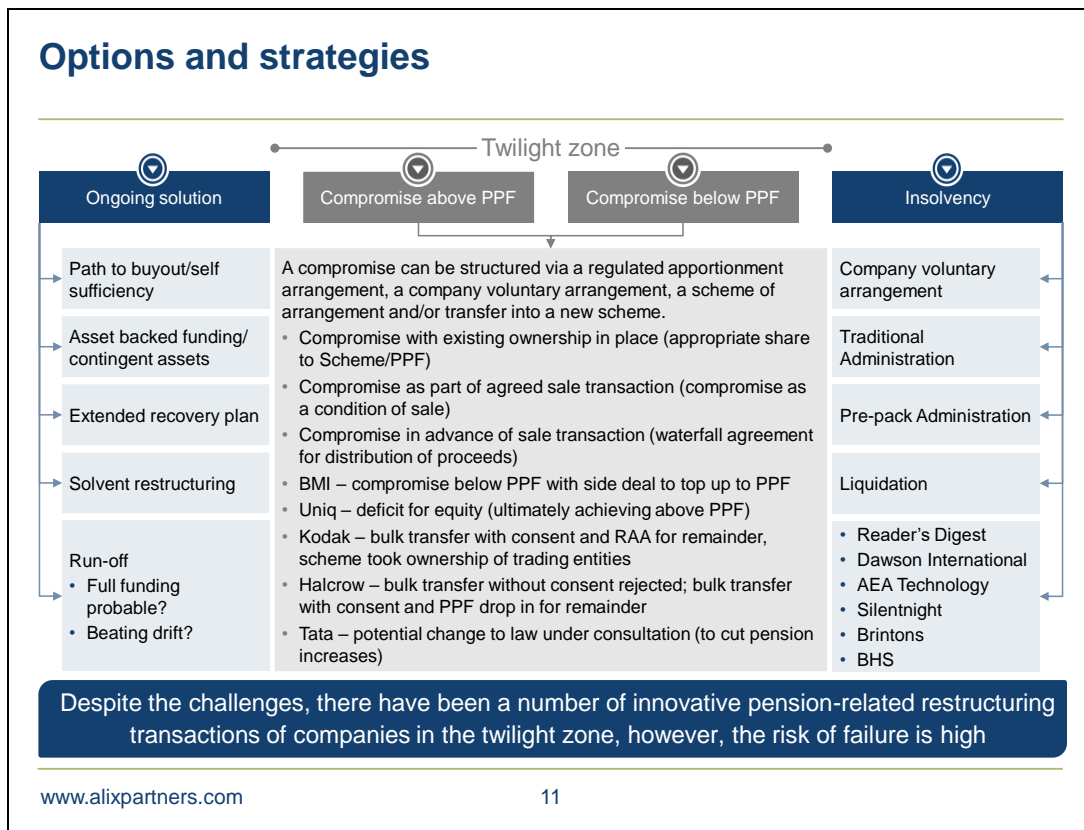 Options and strategies
Twilight zone
Ongoing solution
Compromise above PPF
Compromise below PPF
Insolvency
Path to buyout/self
sufficiency
Asset backed funding/
contingent assets
Extended recovery plan
Solvent restructuring
Run-off
• Full funding
probable?
• Beating drift?
A compromise can be structured via a regulated apportionment
arrangement, a company voluntary arrangement, a scheme of
arrangement and/or transfer into a new scheme.
• Compromise with existing ownership in place (appropriate share
to Scheme/PPF)
• Compromise as part of agreed sale transaction (compromise as
a condition of sale)
• Compromise in advance of sale transaction (waterfall agreement
for distribution of proceeds)
• BMI – compromise below PPF with side deal to top up to PPF
• Uniq – deficit for equity (ultimately achieving above PPF)
• Kodak – bulk transfer with consent and RAA for remainder,
scheme took ownership of trading entities
• Halcrow – bulk transfer without consent rejected; bulk transfer
with consent and PPF drop in for remainder
• Tata – potential change to law under consultation (to cut pension
increases)
Company voluntary
arrangement
Traditional
Administration
Pre-pack Administration
Liquidation
• Reader's Digest
• Dawson International
• AEA Technology
• Silentnight
• Brintons
• BHS
Despite the challenges, there have been a number of innovative pension-related restructuring
transactions of companies in the twilight zone, however, the risk of failure is high
www.alixpartners.com
11